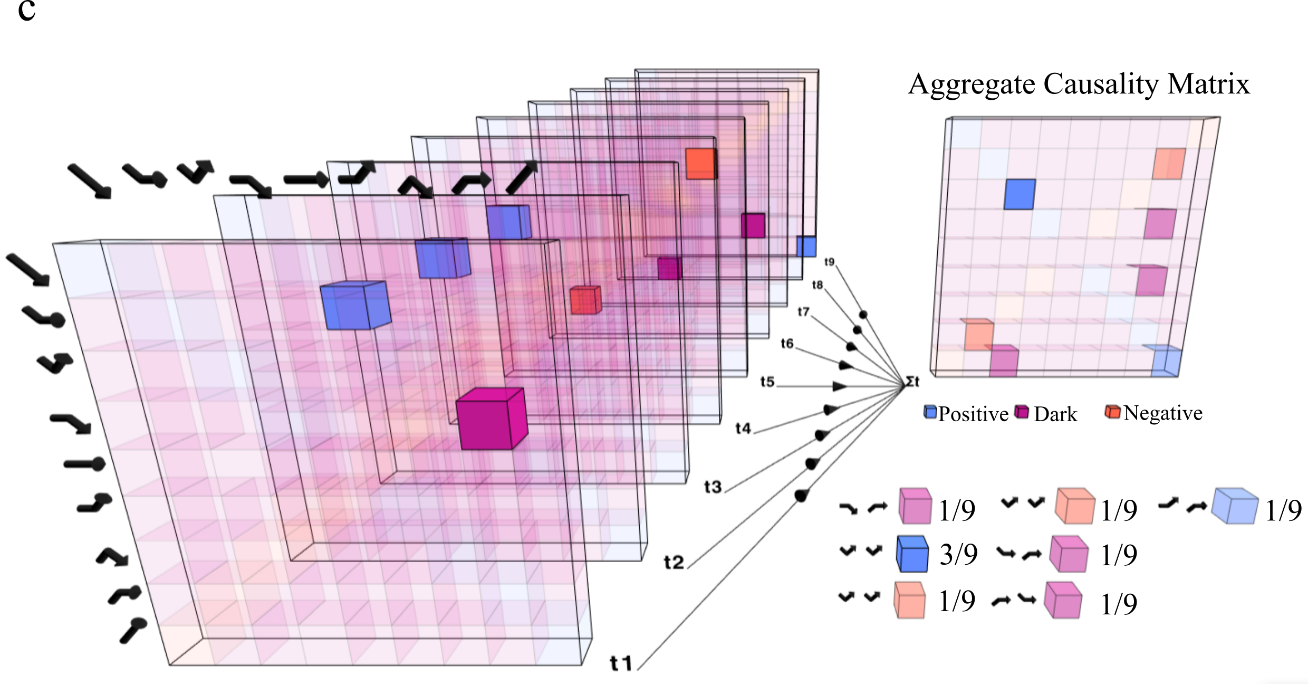 c
Aggregate Causality Matrix
t9
t8
t7
t6
t5
t4
t3
t2
t1
Σt
Positive Dark Negative
1/9 1/9 1/9
3/9 1/9
1/9 1/9